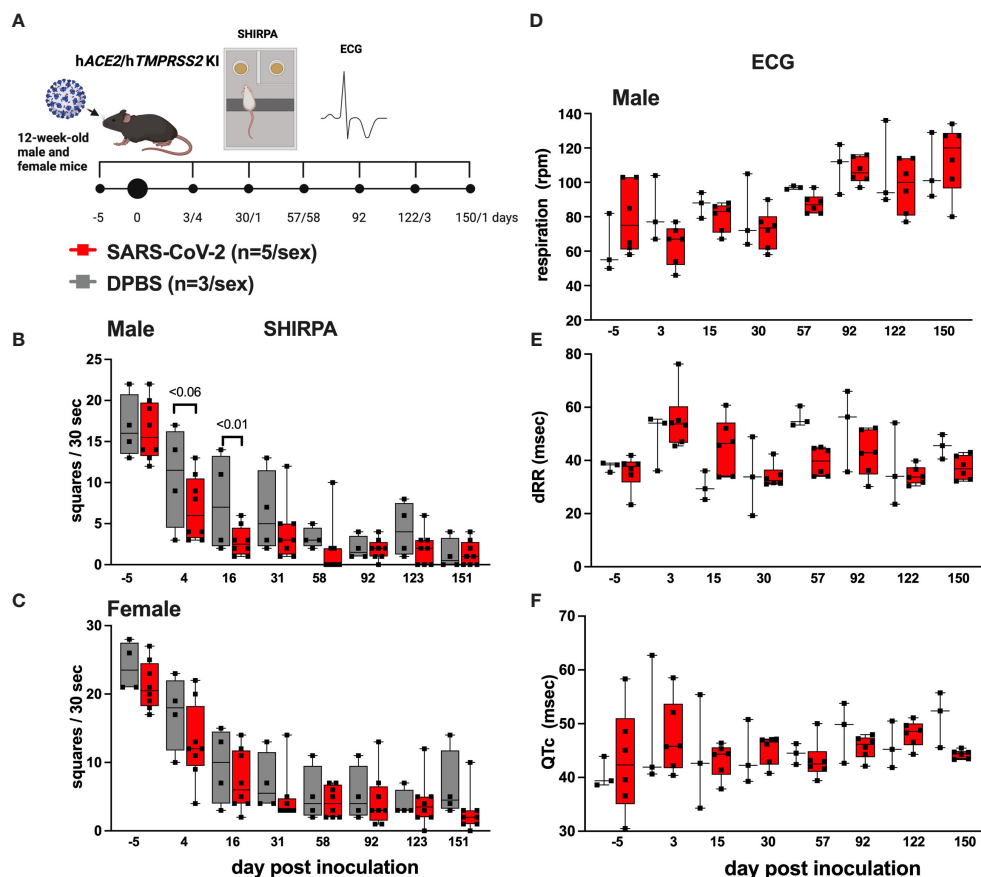 A
hACE2/hTMPRSS2 KI
SHIRPA
ECG
12-week-old
male and
female mice
-5 0 3/4 30/1 57/58 92 122/3 150/1 days
SARS-CoV-2 (n=5/sex)
DPBS (n=3/sex)
B
Male SHIRPA
squares / 30 sec
25
20
15
10
5
0
<0.06
<0.01
-5 4 16 31 58 92 123 151
C
Female
squares / 30 sec
30
20
10
0
-5 4 16 31 58 92 123 151
day post inoculation
D
ECG
Male
respiration (rpm)
140
120
100
80
60
40
20
-5 3 15 30 57 92 122 150
E
dRR (msec)
80
60
40
20
0
-5 3 15 30 57 92 122 150
F
QTc (msec)
70
60
50
40
30
-5 3 15 30 57 92 122 150
day post inoculation